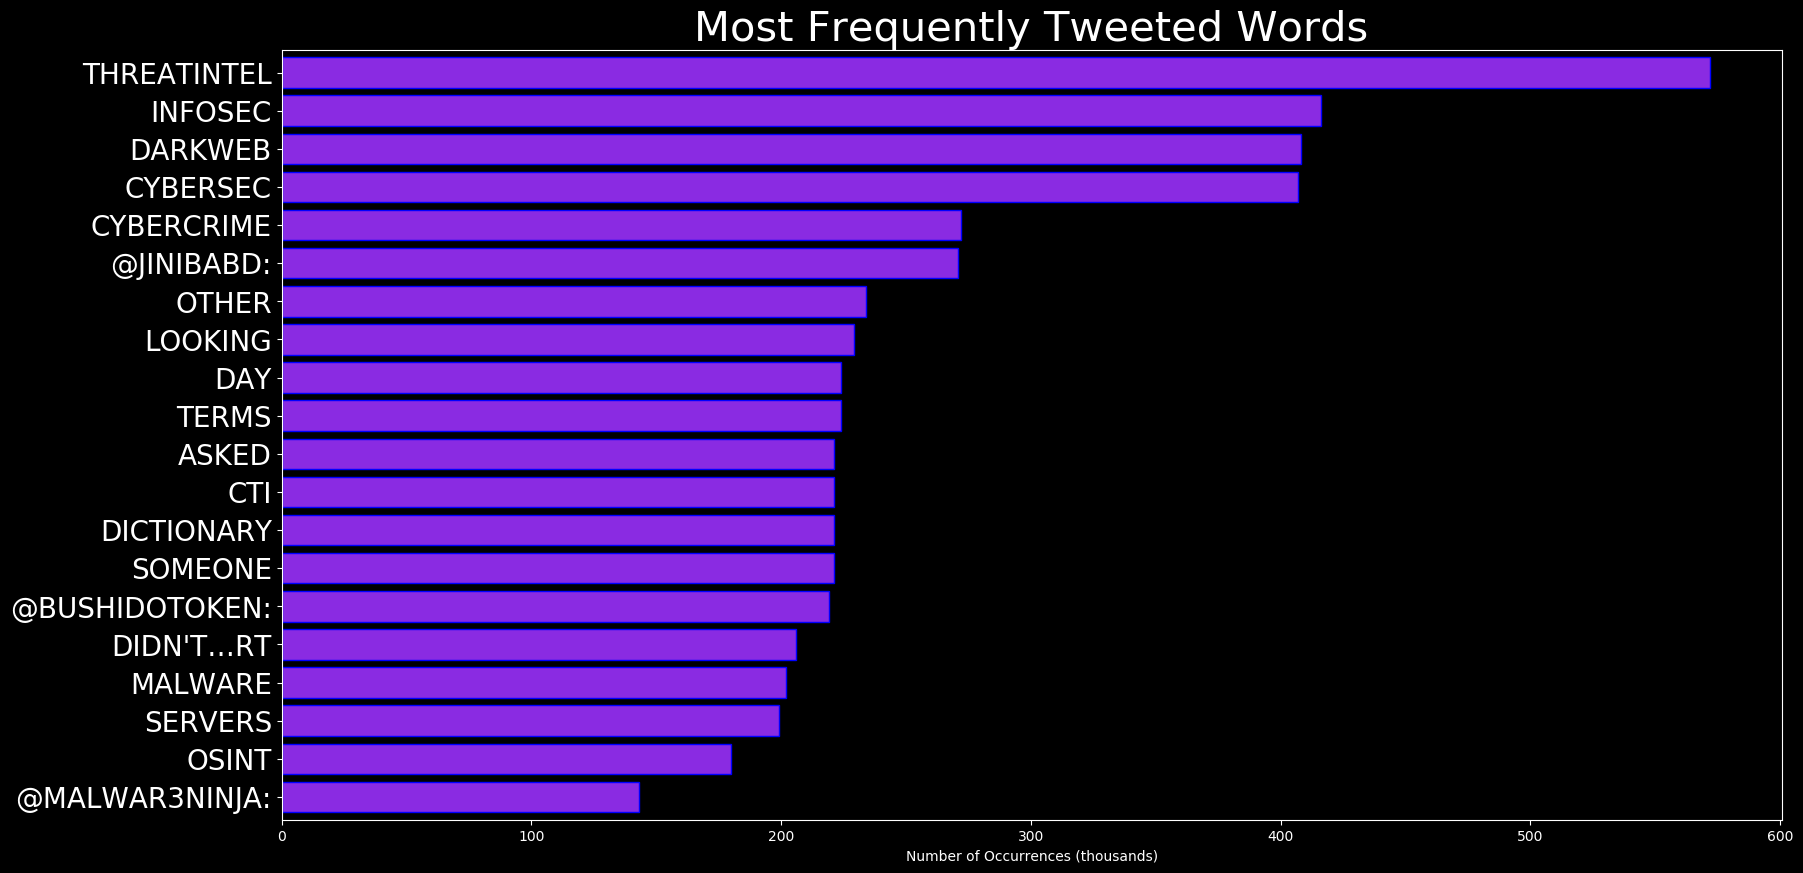 Most Frequently Tweeted Words
THREATINTEL
INFOSEC
DARKWEB
CYBERSEC
CYBERCRIME
@JINIBABD:
OTHER
LOOKING
DAY
TERMS
ASKED
CTI
DICTIONARY
SOMEONE
@BUSHIDOTOKEN:
DIDN'T…RT
MALWARE
SERVERS
OSINT
@MALWAR3NINJA:
0 100 200 300 400 500 600
Number of Occurrences (thousands)